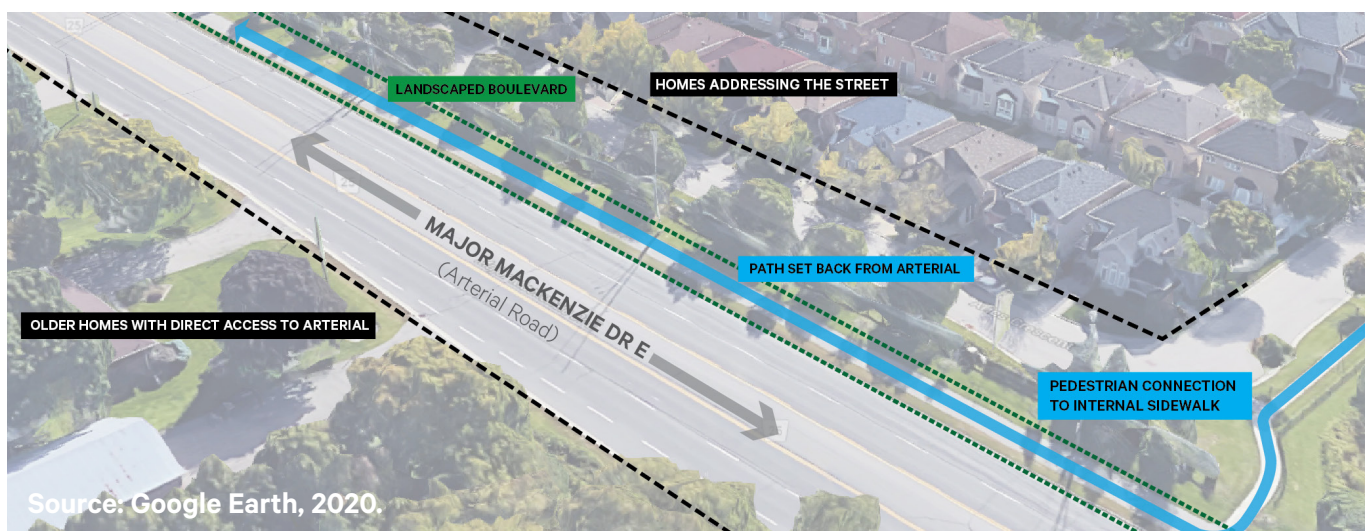 25
LANDSCAPED BOULEVARD
HOMES ADDRESSING THE STREET
MAJOR MACKENZIE DR E
(Arterial Road)
PATH SET BACK FROM ARTERIAL
OLDER HOMES WITH DIRECT ACCESS TO ARTERIAL
PEDESTRIAN CONNECTION
TO INTERNAL SIDEWALK
Source: Google Earth, 2020.